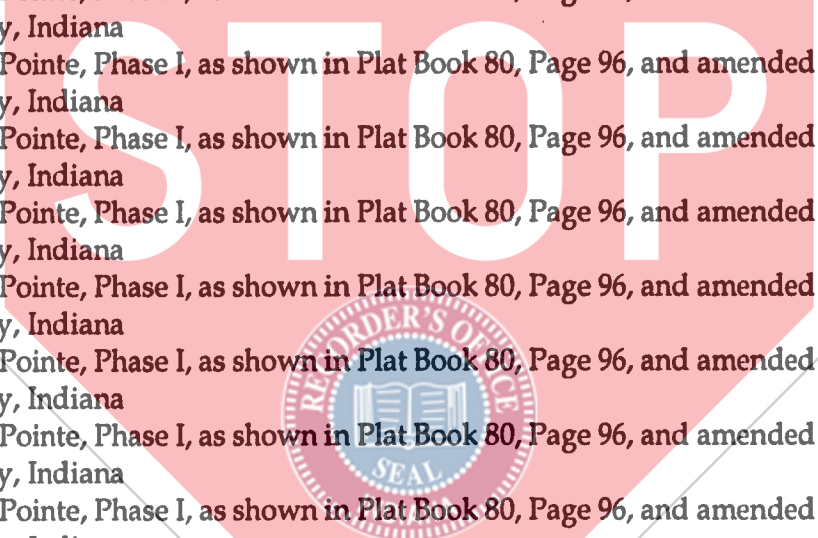 STOP
y, Indiana
Pointe, Phase I, as shown in Plat Book 80, Page 96, and amended
y, Indiana
Pointe, Phase I, as shown in Plat Book 80, Page 96, and amended
y, Indiana
Pointe, Phase I, as shown in Plat Book 80, Page 96, and amended
y, Indiana
Pointe, Phase I, as shown in Plat Book 80, Page 96, and amended
y, Indiana
Pointe, Phase I, as shown in Plat Book 80, Page 96, and amended
y, Indiana
Pointe, Phase I, as shown in Plat Book 80, Page 96, and amended
y, Indiana
Pointe, Phase I, as shown in Plat Book 80, Page 96, and amended
RECORDER'S OFFICE
SEAL